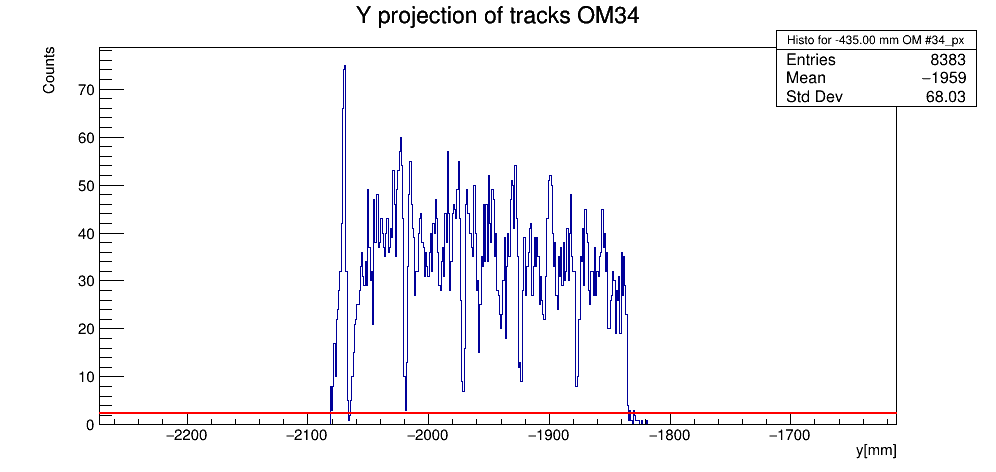 Y projection of tracks OM34
Histo for -435.00 mm OM #34_px
Entries 8383
Mean −1959
Std Dev 68.03
Counts
70
60
50
40
30
20
10
0
−2200 −2100 −2000 −1900 −1800 −1700
y[mm]